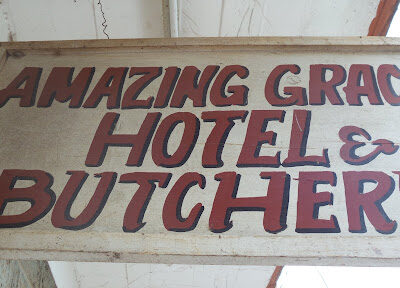 AMAZING GRAC
HOTEL &
BUTCHER